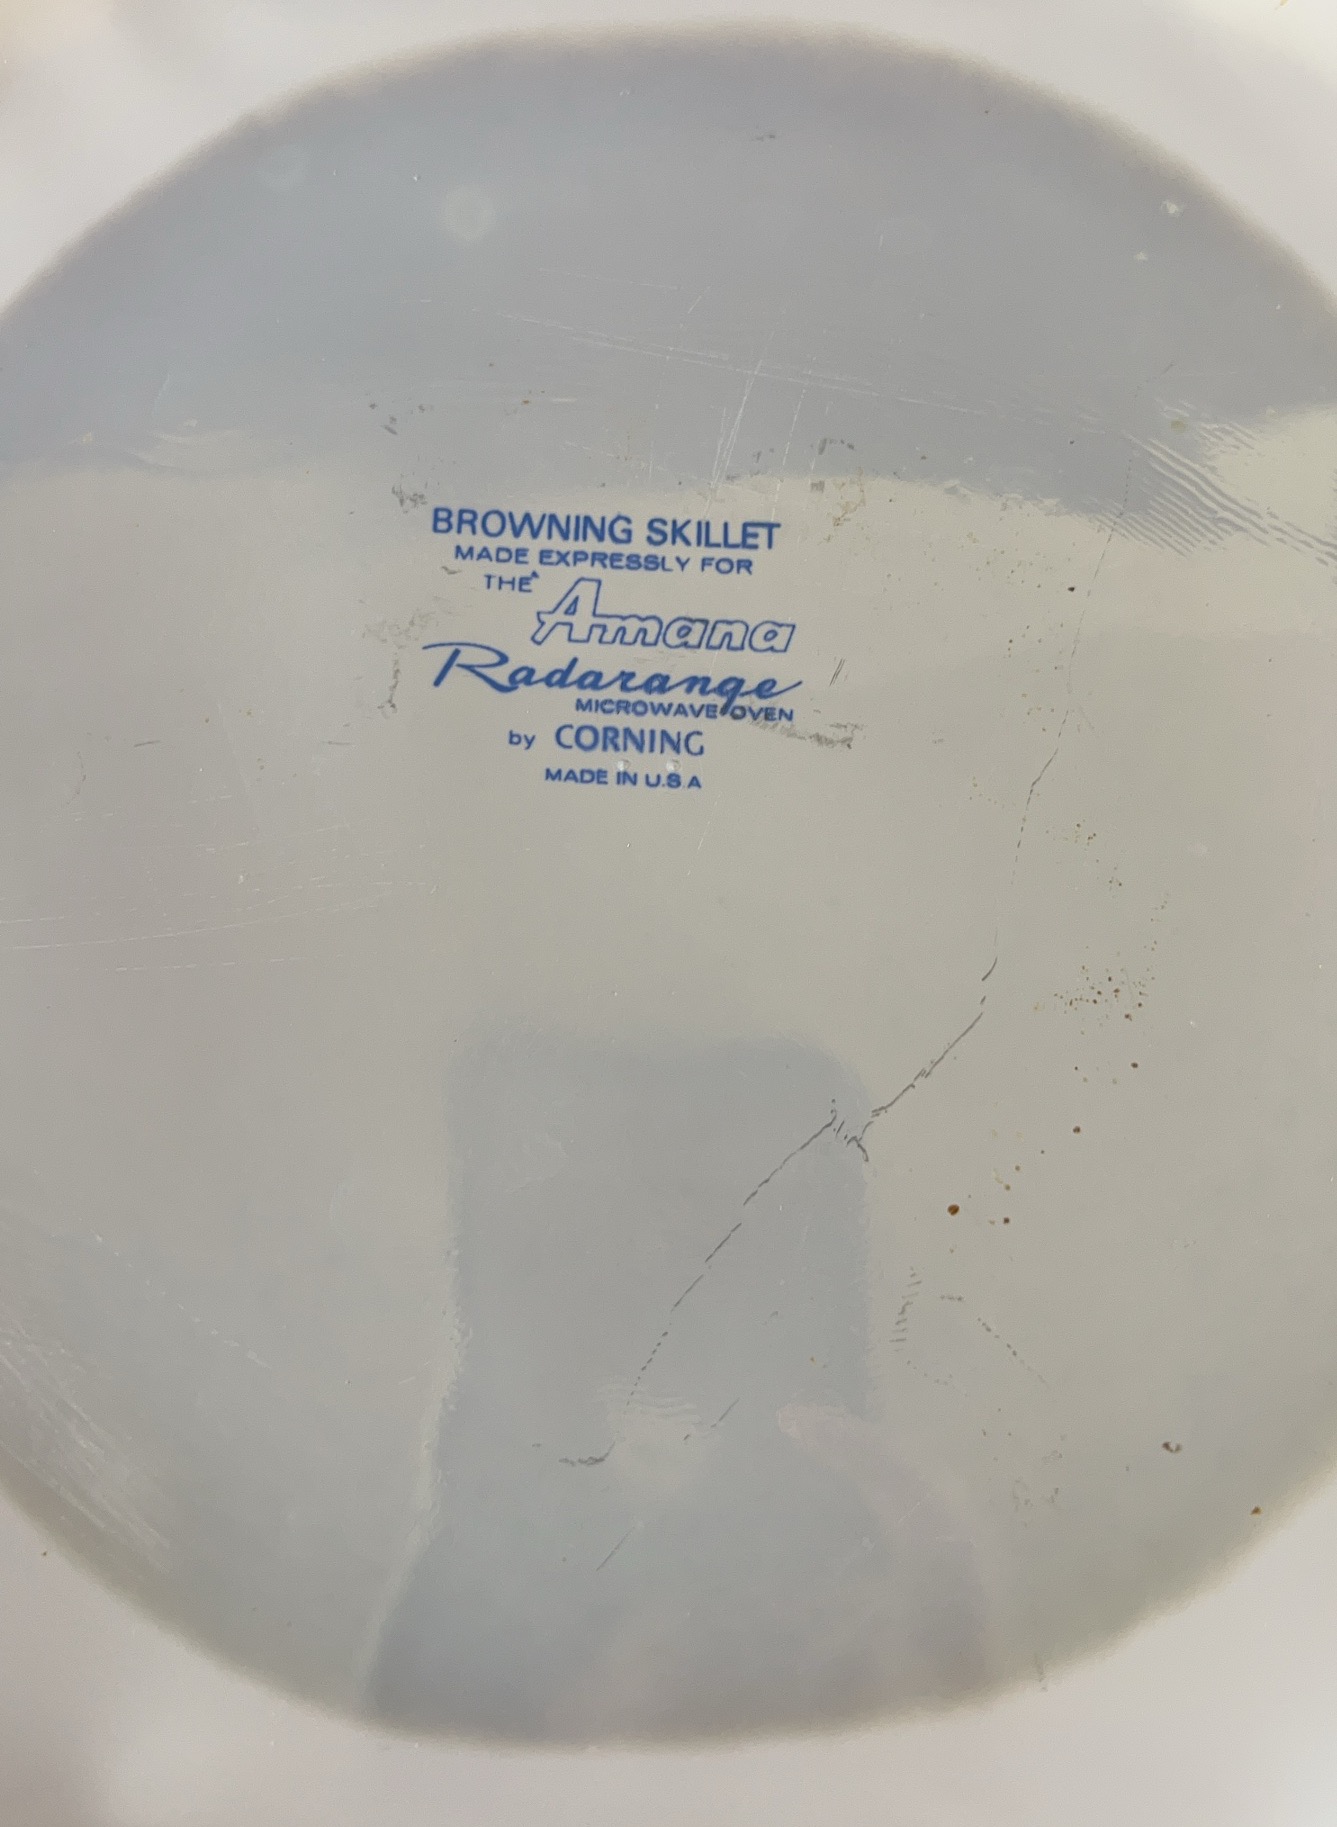 BROWNING SKILLET
MADE EXPRESSLY FOR
THE Amana
Radarange
MICROWAVE OVEN
by CORNING
MADE IN U.S.A